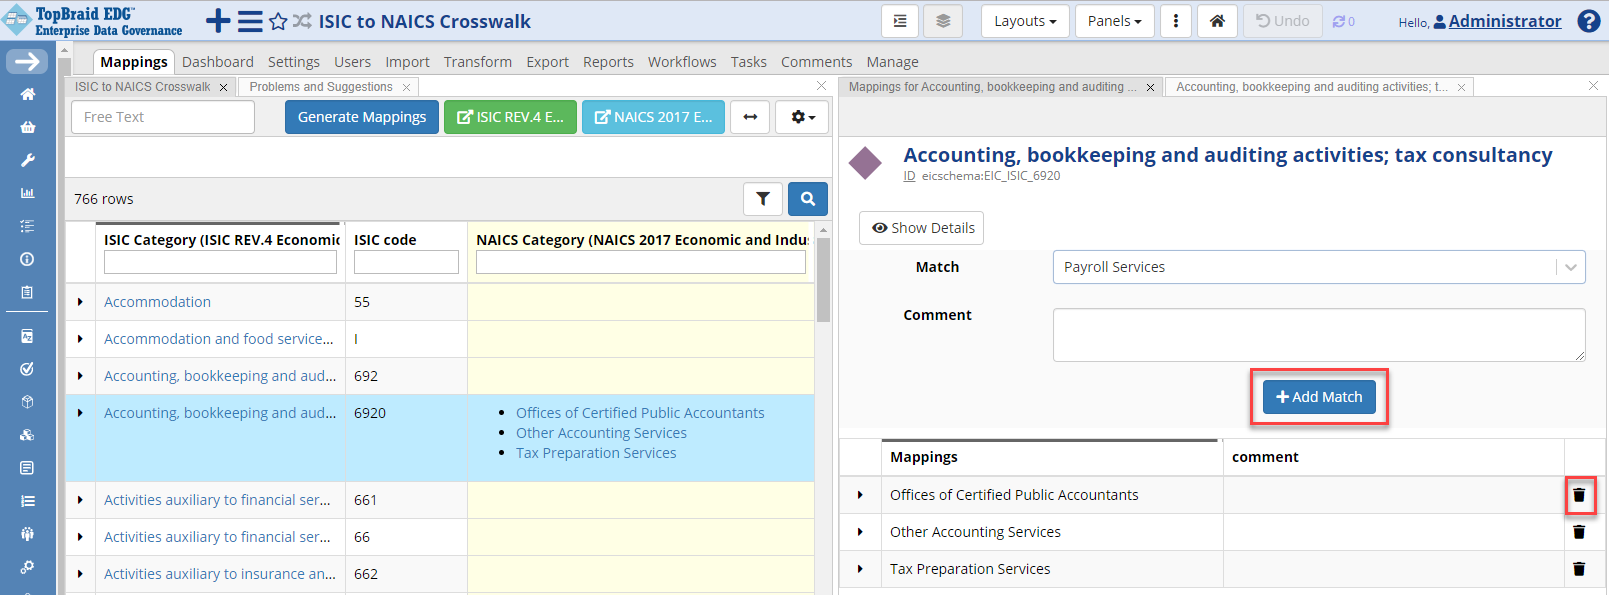 TopBraid EDG™
Enterprise Data Governance
ISIC to NAICS Crosswalk
Layouts
Panels
Undo
0
Hello, Administrator
?
Mappings Dashboard Settings Users Import Transform Export Reports Workflows Tasks Comments Manage
ISIC to NAICS Crosswalk ×
Problems and Suggestions ×
Free Text
Generate Mappings
ISIC REV.4 E...
NAICS 2017 E...
766 rows
ISIC Category (ISIC REV.4 Economic
ISIC code
NAICS Category (NAICS 2017 Economic and Indus
Accommodation 55
Accommodation and food service... I
Accounting, bookkeeping and aud... 692
Accounting, bookkeeping and aud... 6920
• Offices of Certified Public Accountants
• Other Accounting Services
• Tax Preparation Services
Activities auxiliary to financial ser... 661
Activities auxiliary to financial ser... 66
Activities auxiliary to insurance an... 662
Mappings for Accounting, bookkeeping and auditing ... ×
Accounting, bookkeeping and auditing activities; t... ×
Accounting, bookkeeping and auditing activities; tax consultancy
ID eicschema:EIC_ISIC_6920
Show Details
Match
Payroll Services
Comment
+ Add Match
Mappings comment
Offices of Certified Public Accountants
Other Accounting Services
Tax Preparation Services